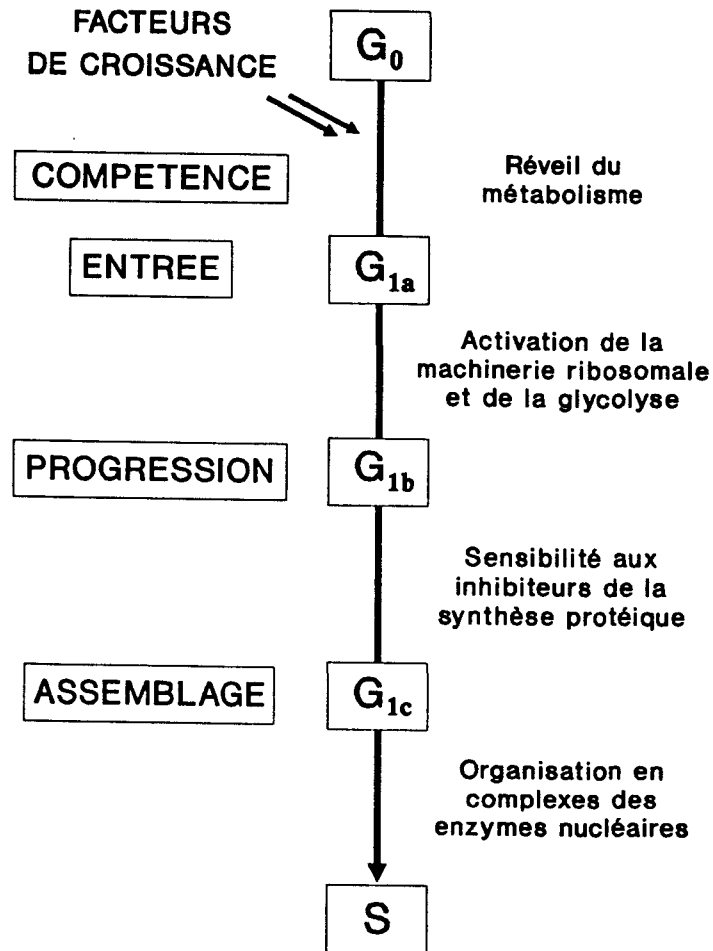 FACTEURS
DE CROISSANCE
G0
COMPETENCE
Réveil du
métabolisme
ENTREE
G1a
Activation de la
machinerie ribosomale
et de la glycolyse
PROGRESSION
G1b
Sensibilité aux
inhibiteurs de la
synthèse protéique
ASSEMBLAGE
G1c
Organisation en
complexes des
enzymes nucléaires
S